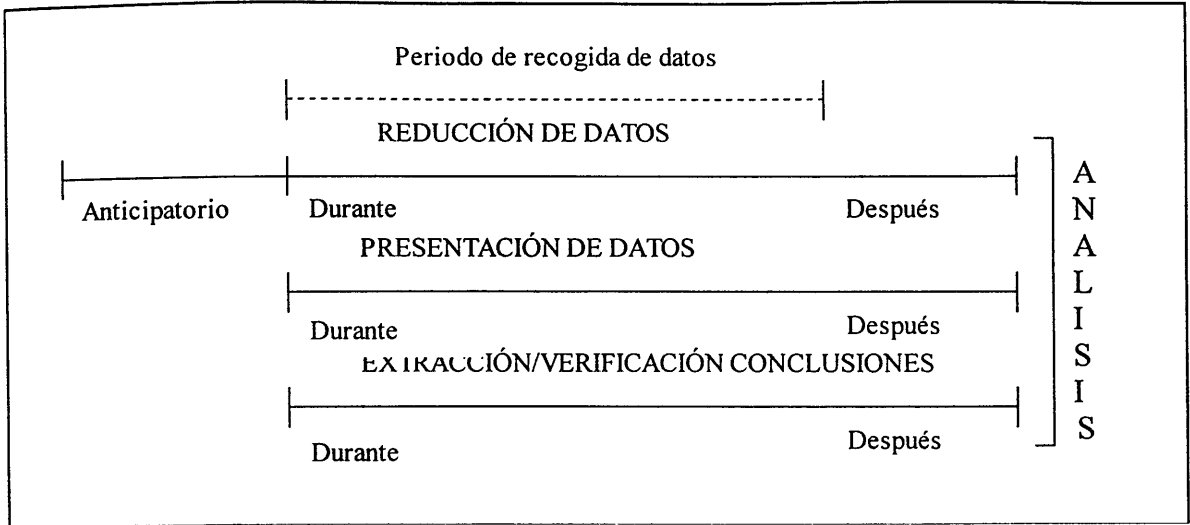 Periodo de recogida de datos
REDUCCIÓN DE DATOS
Anticipatorio Durante Después
PRESENTACIÓN DE DATOS
Durante Después
EXTRACCIÓN/VERIFICACIÓN CONCLUSIONES
Durante Después
ANALISIS